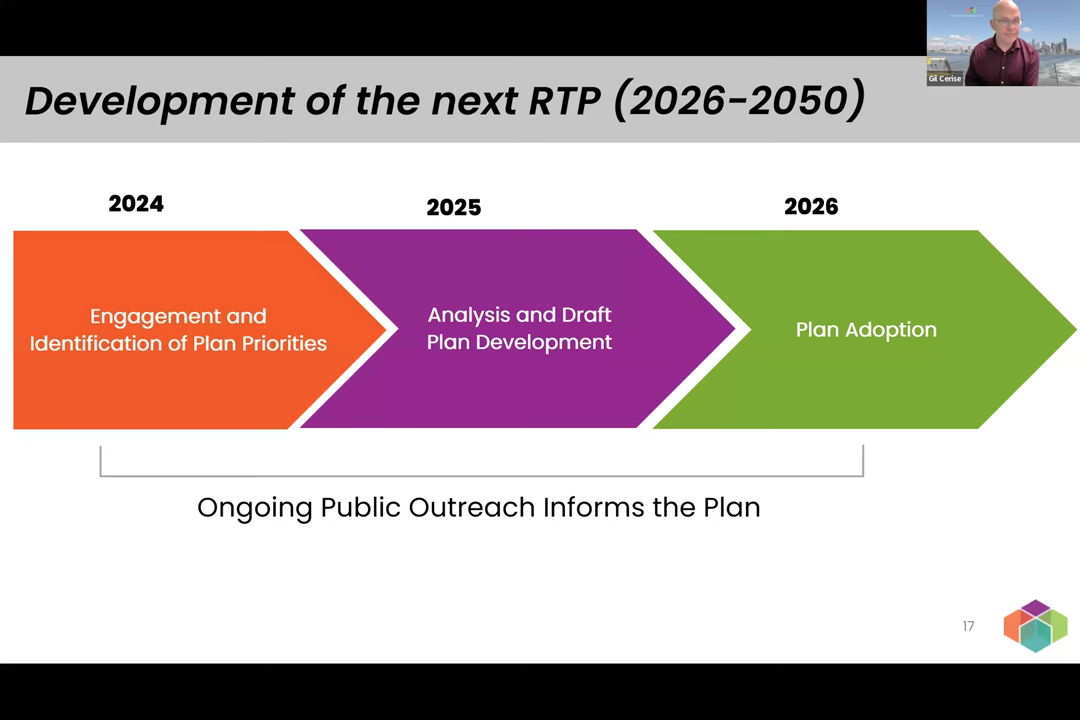 Gil Cerise
Development of the next RTP (2026-2050)
2024
2025
2026
Engagement and
Identification of Plan Priorities
Analysis and Draft
Plan Development
Plan Adoption
Ongoing Public Outreach Informs the Plan
17